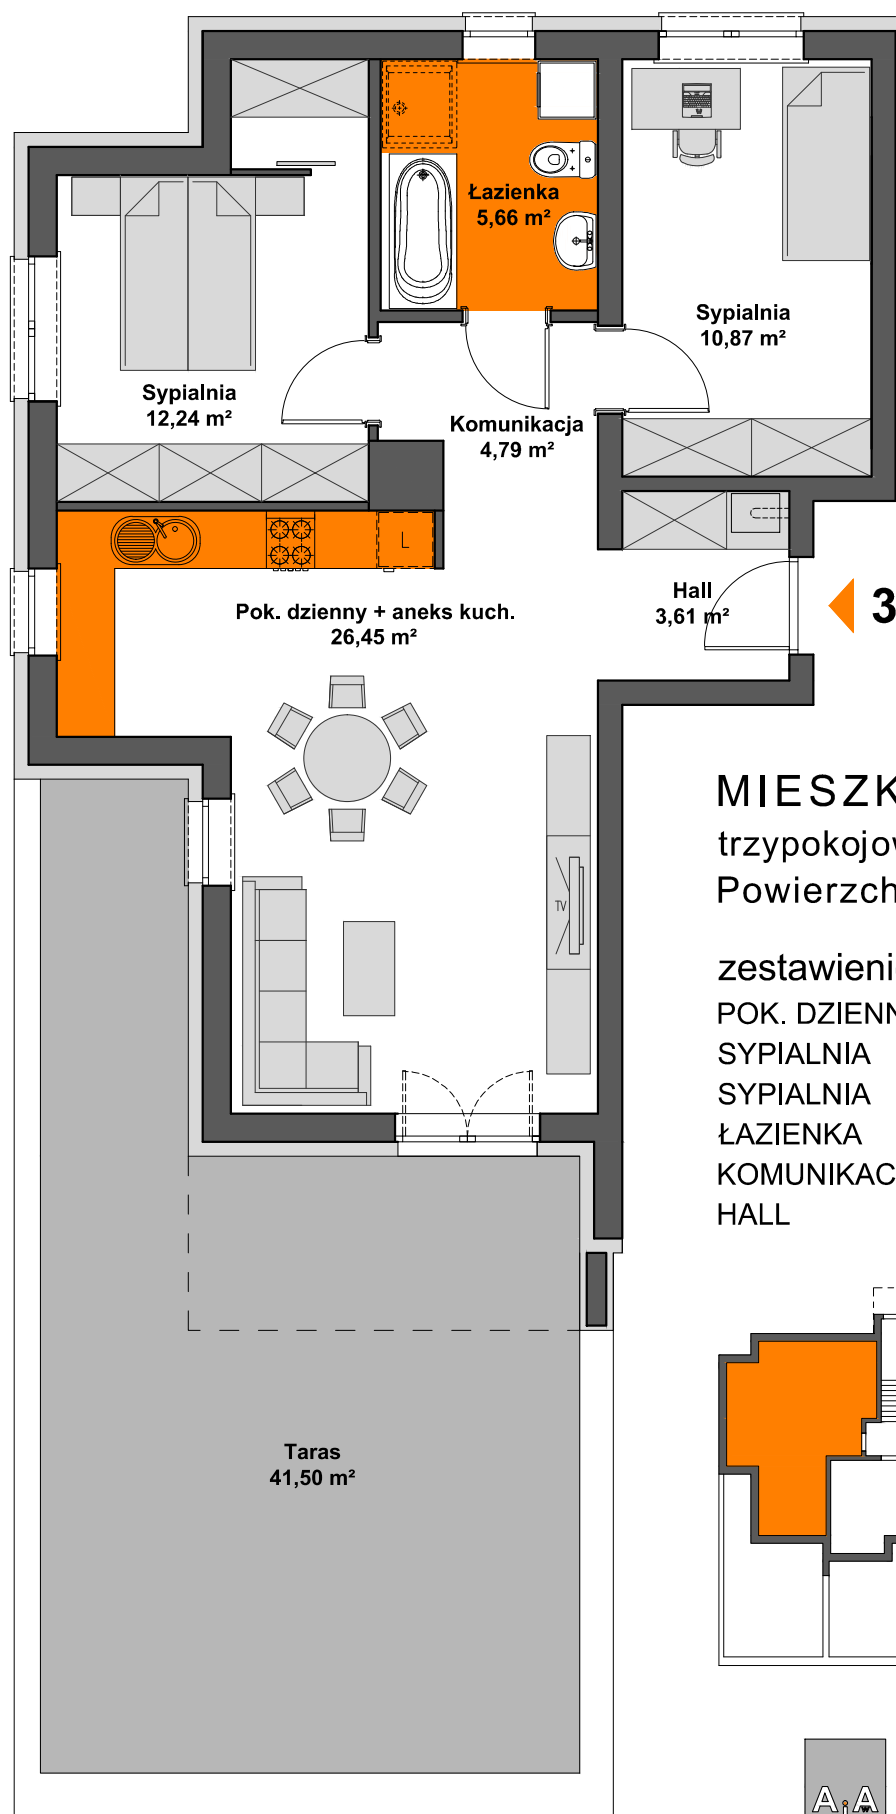 Łazienka
5,66 m²
Sypialnia
10,87 m²
Sypialnia
12,24 m²
Komunikacja
4,79 m²
L
Hall
3,61 m²
3
Pok. dzienny + aneks kuch.
26,45 m²
TV
MIESZK
trzypokojow
Powierzch
zestawieni
POK. DZIENN
SYPIALNIA
SYPIALNIA
ŁAZIENKA
KOMUNIKAC
HALL
Taras
41,50 m²
A i A